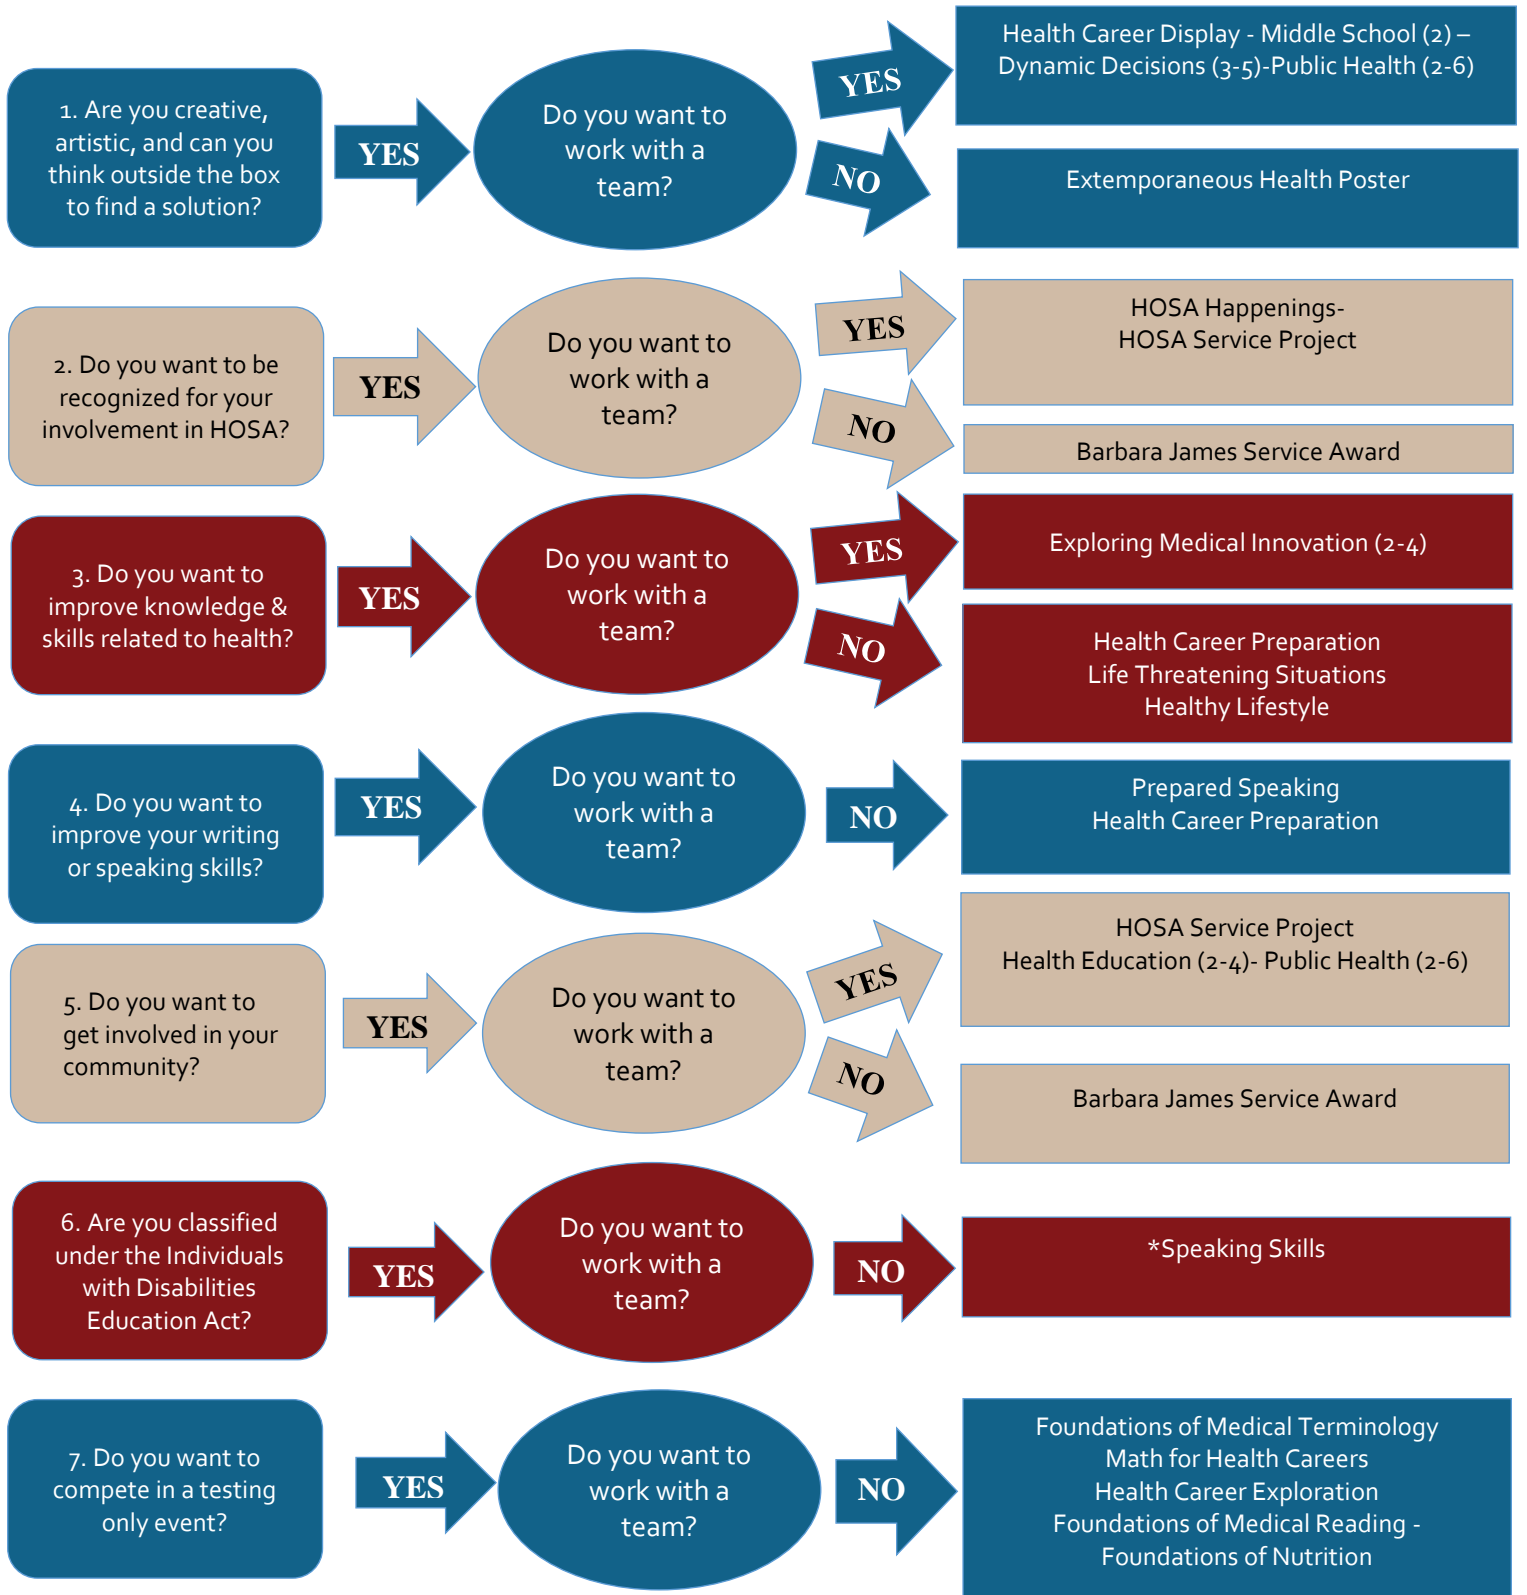 1. Are you creative,
artistic, and can you
think outside the box
to find a solution?
YES
Do you want to
work with a
team?
YES
Health Career Display - Middle School (2) –
Dynamic Decisions (3-5)-Public Health (2-6)
NO
Extemporaneous Health Poster
2. Do you want to be
recognized for your
involvement in HOSA?
YES
Do you want to
work with a
team?
YES
HOSA Happenings-
HOSA Service Project
NO
Barbara James Service Award
3. Do you want to
improve knowledge &
skills related to health?
YES
Do you want to
work with a
team?
YES
Exploring Medical Innovation (2-4)
NO
Health Career Preparation
Life Threatening Situations
Healthy Lifestyle
4. Do you want to
improve your writing
or speaking skills?
YES
Do you want to
work with a
team?
NO
Prepared Speaking
Health Career Preparation
5. Do you want to
get involved in your
community?
YES
Do you want to
work with a
team?
YES
HOSA Service Project
Health Education (2-4)- Public Health (2-6)
NO
Barbara James Service Award
6. Are you classified
under the Individuals
with Disabilities
Education Act?
YES
Do you want to
work with a
team?
NO
*Speaking Skills
7. Do you want to
compete in a testing
only event?
YES
Do you want to
work with a
team?
NO
Foundations of Medical Terminology
Math for Health Careers
Health Career Exploration
Foundations of Medical Reading -
Foundations of Nutrition